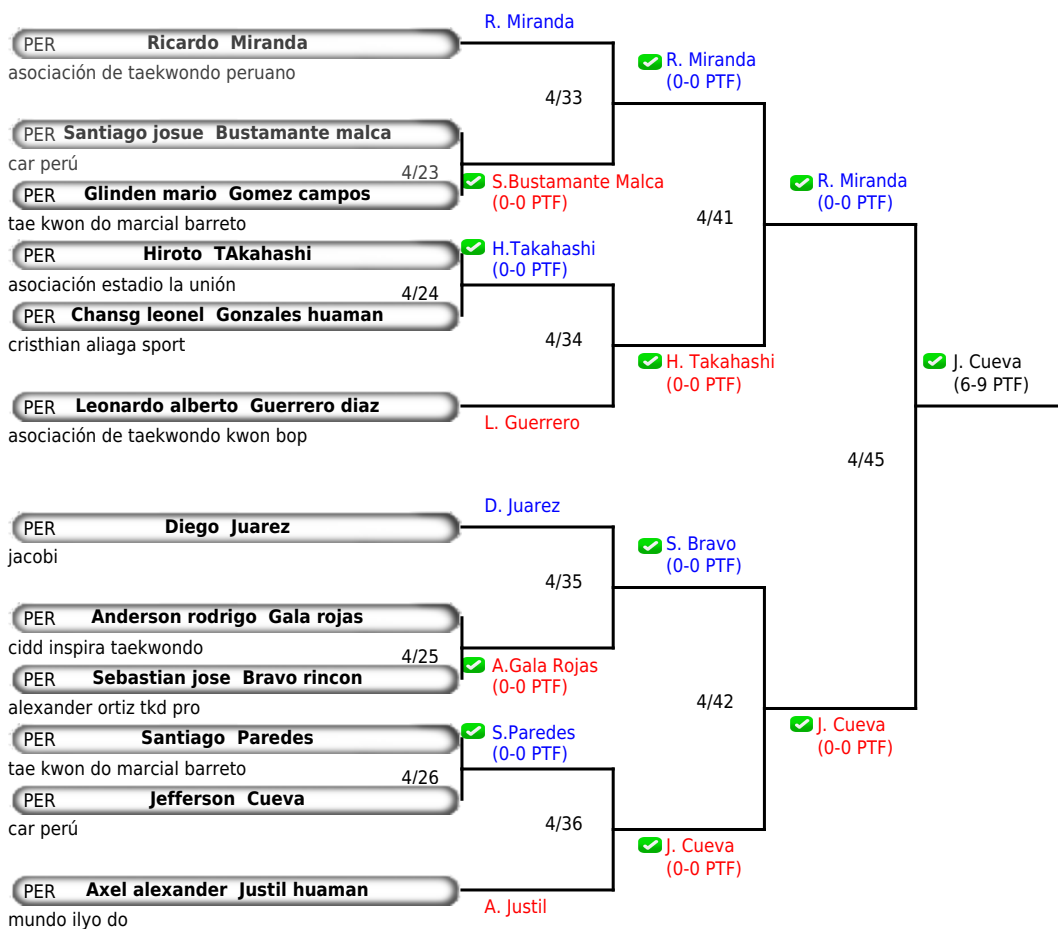 R. Miranda
PER Ricardo Miranda
asociación de taekwondo peruano
R. Miranda
(0-0 PTF)
4/33
PER Santiago josue Bustamante malca
car perú
4/23
S.Bustamante Malca
(0-0 PTF)
PER Glinden mario Gomez campos
tae kwon do marcial barreto
R. Miranda
(0-0 PTF)
4/41
PER Hiroto TAkahashi
H.Takahashi
(0-0 PTF)
asociación estadio la unión
4/24
PER Chansg leonel Gonzales huaman
cristhian aliaga sport
4/34
H. Takahashi
(0-0 PTF)
J. Cueva
(6-9 PTF)
PER Leonardo alberto Guerrero diaz
L. Guerrero
asociación de taekwondo kwon bop
4/45
D. Juarez
PER Diego Juarez
jacobi
S. Bravo
(0-0 PTF)
4/35
PER Anderson rodrigo Gala rojas
cidd inspira taekwondo
4/25
A.Gala Rojas
(0-0 PTF)
PER Sebastian jose Bravo rincon
alexander ortiz tkd pro
4/42
J. Cueva
(0-0 PTF)
PER Santiago Paredes
S.Paredes
(0-0 PTF)
tae kwon do marcial barreto
4/26
PER Jefferson Cueva
car perú
4/36
J. Cueva
(0-0 PTF)
PER Axel alexander Justil huaman
A. Justil
mundo ilyo do